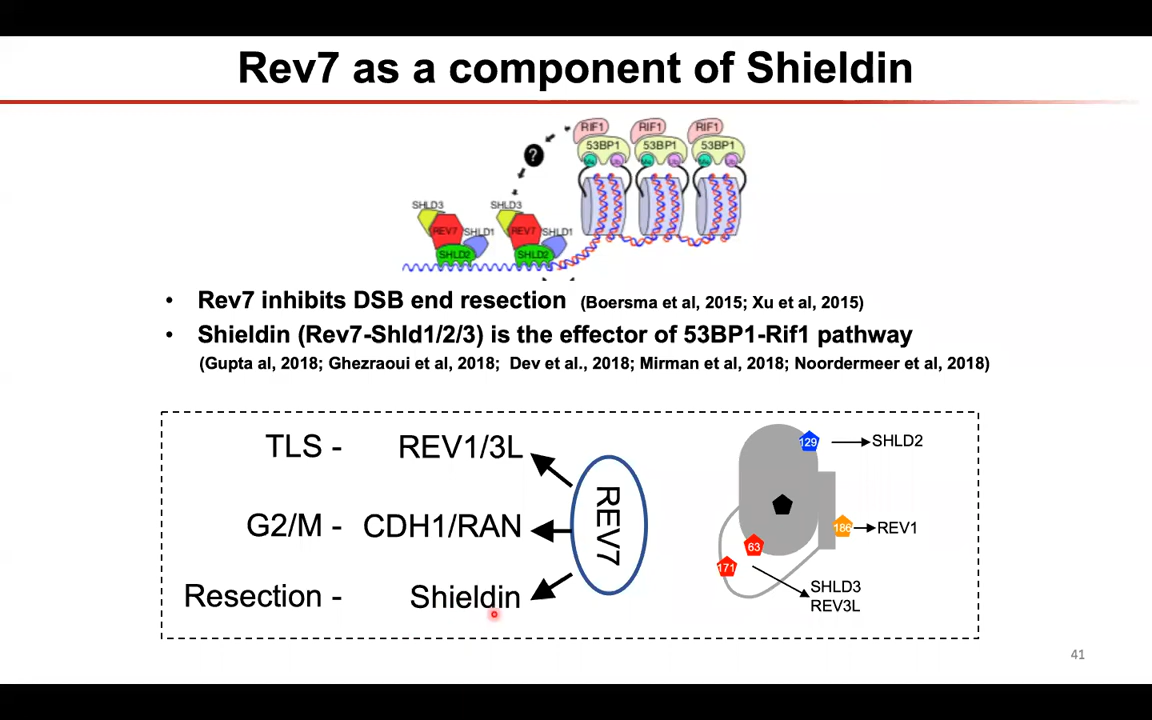 Rev7 as a component of Shieldin
RIF1 RIF1 RIF1
53BP1 53BP1 53BP1
?
SHLD3 SHLD3
REV7 SHLD1 REV7 SHLD1
SHLD2 SHLD2
• Rev7 inhibits DSB end resection (Boersma et al, 2015; Xu et al, 2015)
• Shieldin (Rev7-Shld1/2/3) is the effector of 53BP1-Rif1 pathway
(Gupta al, 2018; Ghezraoui et al, 2018; Dev et al., 2018; Mirman et al, 2018; Noordermeer et al, 2018)
TLS - REV1/3L
G2/M - CDH1/RAN
Resection - Shieldin
REV7
129 SHLD2
186 REV1
63
171
SHLD3
REV3L
41